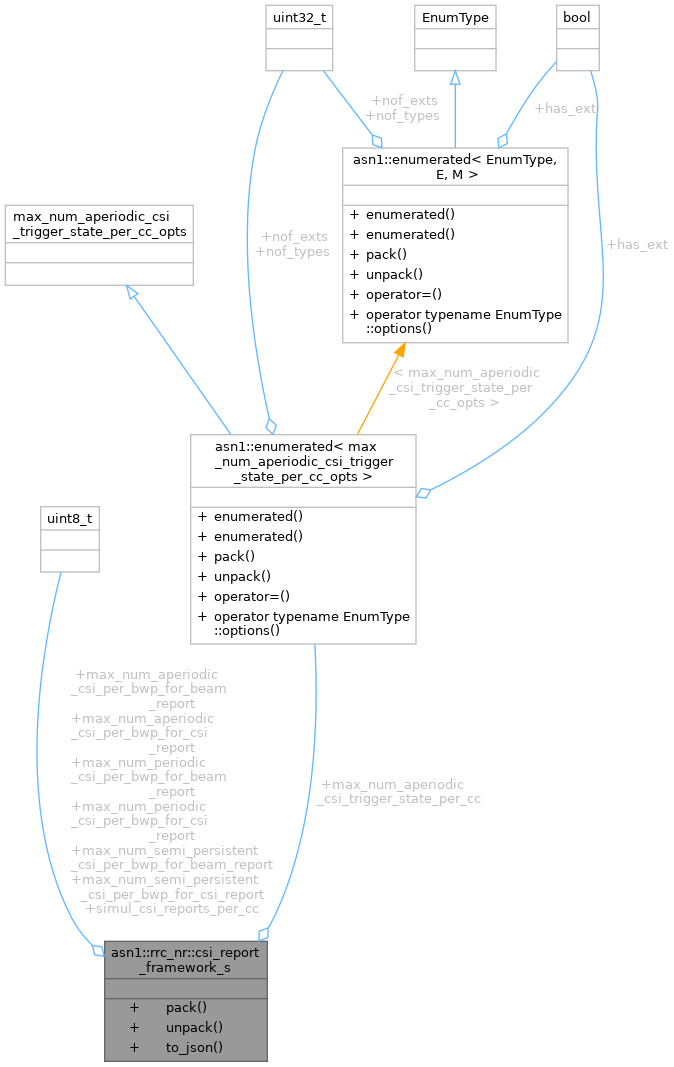 uint32_t
EnumType
bool
+nof_exts
+nof_types
+has_ext
asn1::enumerated< EnumType,
E, M >
+ enumerated()
+ enumerated()
+ pack()
+ unpack()
+ operator=()
+ operator typename EnumType
::options()
max_num_aperiodic_csi
_trigger_state_per_cc_opts
+nof_exts
+nof_types
+has_ext
< max_num_aperiodic
_csi_trigger_state_per
_cc_opts >
asn1::enumerated< max
_num_aperiodic_csi_trigger
_state_per_cc_opts >
+ enumerated()
+ enumerated()
+ pack()
+ unpack()
+ operator=()
+ operator typename EnumType
::options()
uint8_t
+max_num_aperiodic
_csi_per_bwp_for_beam
_report
+max_num_aperiodic
_csi_per_bwp_for_csi
_report
+max_num_periodic
_csi_per_bwp_for_beam
_report
+max_num_periodic
_csi_per_bwp_for_csi
_report
+max_num_semi_persistent
_csi_per_bwp_for_beam_report
+max_num_semi_persistent
_csi_per_bwp_for_csi_report
+simul_csi_reports_per_cc
+max_num_aperiodic
_csi_trigger_state_per_cc
asn1::rrc_nr::csi_report
_framework_s
+ pack()
+ unpack()
+ to_json()